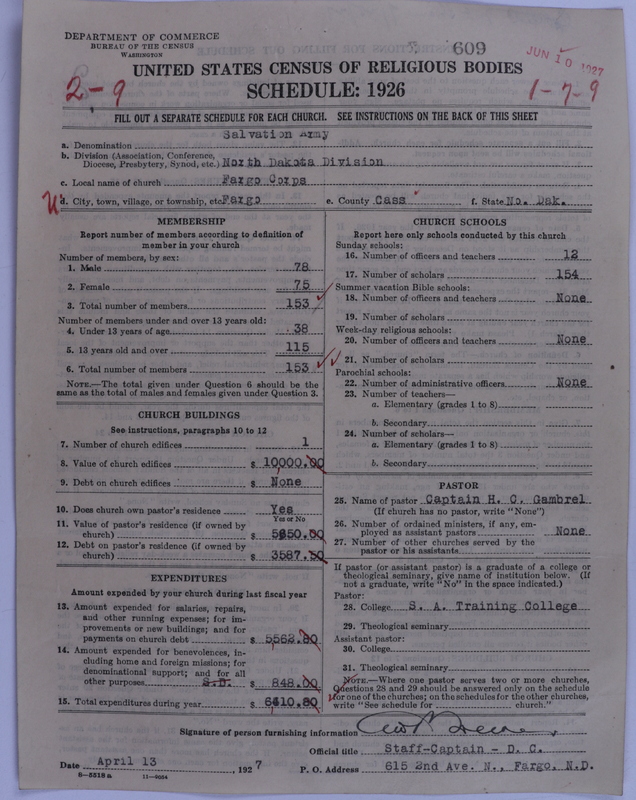 DEPARTMENT OF COMMERCE
BUREAU OF THE CENSUS
WASHINGTON
609
JUN 10 1927
2-9
UNITED STATES CENSUS OF RELIGIOUS BODIES
SCHEDULE: 1926
1-7-9
FILL OUT A SEPARATE SCHEDULE FOR EACH CHURCH. SEE INSTRUCTIONS ON THE BACK OF THIS SHEET
a. Denomination Salvation Army
b. Division (Association, Conference, Diocese, Presbytery, Synod, etc.) North Dakota Division
c. Local name of church Fargo Corps
d. City, town, village, or township, etc. Fargo e. County Cass f. State No. Dak.
MEMBERSHIP
Report number of members according to definition of
member in your church
Number of members, by sex:
1. Male 78
2. Female 75
3. Total number of members 153
Number of members under and over 13 years old:
4. Under 13 years of age 38
5. 13 years old and over 115
6. Total number of members 153
NOTE.—The total given under Question 6 should be
same as the total of males and females given under Question 3.
CHURCH BUILDINGS
See instructions, paragraphs 10 to 12
7. Number of church edifices 1
8. Value of church edifices $ 10000.00
9. Debt on church edifices $ None
10. Does church own pastor's residence? Yes
Yes or No
11. Value of pastor's residence (if owned by
church) $ 5650.00
12. Debt on pastor's residence (if owned by
church) $ 3587.50
EXPENDITURES
Amount expended by your church during last fiscal year
13. Amount expended for salaries, repairs,
and other running expenses; for im-
provements or new buildings; and for
payments on church debt $ 5562.80
14. Amount expended for benevolences, in-
cluding home and foreign missions; for
denominational support; and for all
other purposes $ 848.00
15. Total expenditures during year $ 6410.80
CHURCH SCHOOLS
Report here only schools conducted by this church
Sunday schools:
16. Number of officers and teachers 12
17. Number of scholars 154
Summer vacation Bible schools:
18. Number of officers and teachers None
19. Number of scholars
Week-day religious schools:
20. Number of officers and teachers None
21. Number of scholars
Parochial schools:
22. Number of administrative officers None
23. Number of teachers—
a. Elementary (grades 1 to 8)
b. Secondary
24. Number of scholars—
a. Elementary (grades 1 to 8)
b. Secondary
PASTOR
25. Name of pastor Captain H. C. Gambrel
(If church has no pastor, write "None")
26. Number of ordained ministers, if any, em-
ployed as assistant pastors None
27. Number of other churches served by the
pastor or his assistants
If pastor (or assistant pastor) is a graduate of a college or
theological seminary, give name of institution below. (If
not a graduate, write "No" in the space indicated.)
Pastor:
28. College S. A. Training College
29. Theological seminary
Assistant pastor:
30. College
31. Theological seminary
NOTE.—Where one pastor serves two or more churches,
Questions 28 and 29 should be answered only on the schedule
for one of the churches; on the schedules for the other churches,
write "See schedule for church."
Signature of person furnishing information
Official title Staff-Captain - D. C.
Date April 13, 1927 P. O. Address 615 2nd Ave. N., Fargo, N.D.
8-5518a 11-9034